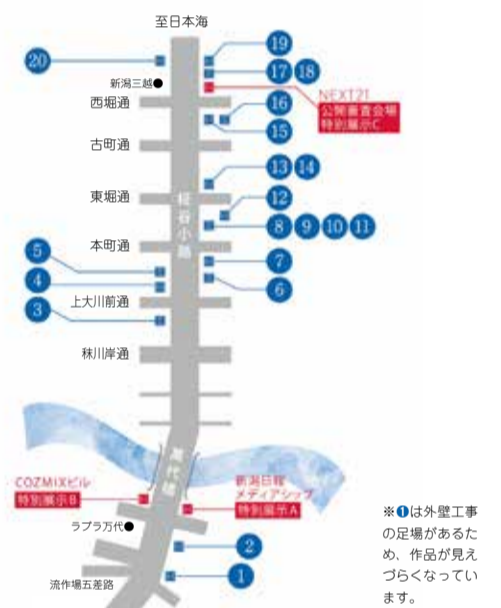 至日本海
19
20
17 18
新潟三越●
NEXT21
公開審査会場
特別展示C
西堀通
16
15
古町通
13 14
東堀通
柾谷小路
12
8 9 10 11
本町通
5
7
4
6
上大川前通
3
秣川岸通
萬代橋
COZMIXビル
特別展示B
新潟日報
メディアシップ
特別展示A
ラブラ万代●
2
流作場五差路
1
※❶は外壁工事
の足場があるた
め、作品が見え
づらくなってい
ます。